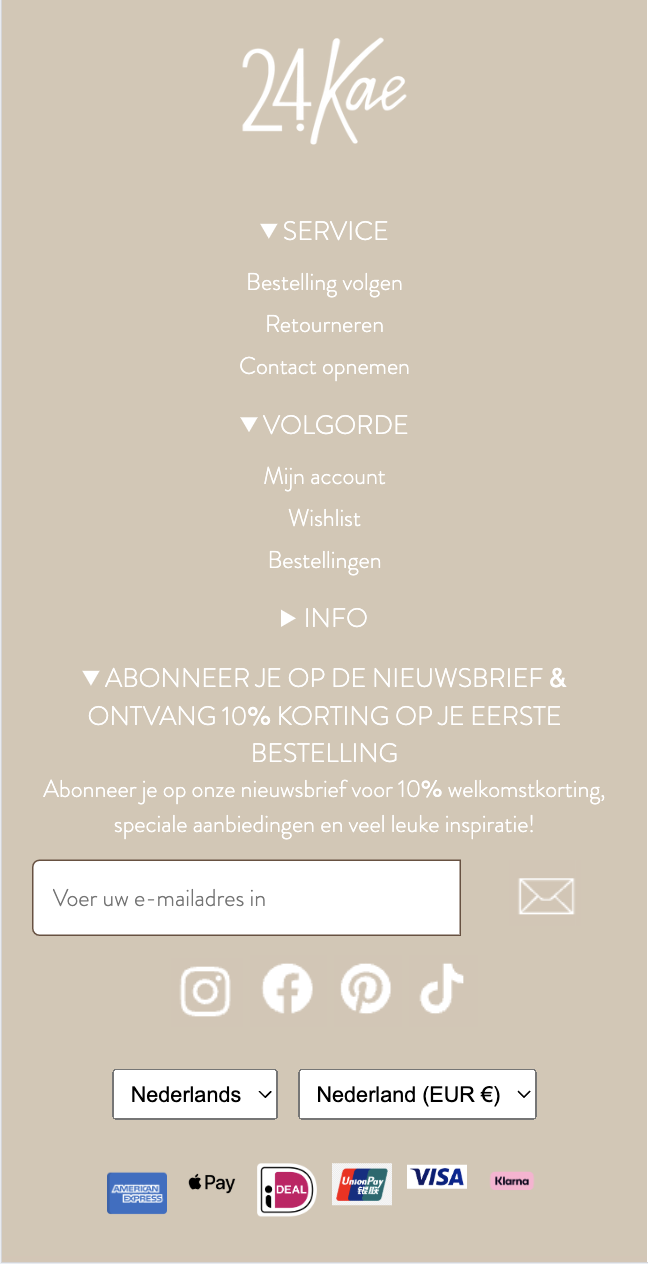 24Kae
SERVICE
Bestelling volgen
Retourneren
Contact opnemen
VOLGORDE
Mijn account
Wishlist
Bestellingen
INFO
ABONNEER JE OP DE NIEUWSBRIEF &
ONTVANG 10% KORTING OP JE EERSTE
BESTELLING
Abonneer je op onze nieuwsbrief voor 10% welkomstkorting,
speciale aanbiedingen en veel leuke inspiratie!
Voer uw e-mailadres in
Nederlands
Nederland (EUR €)
AMERICAN
EXPRESS
Pay
iDEAL
UnionPay
银联
VISA
Klarna